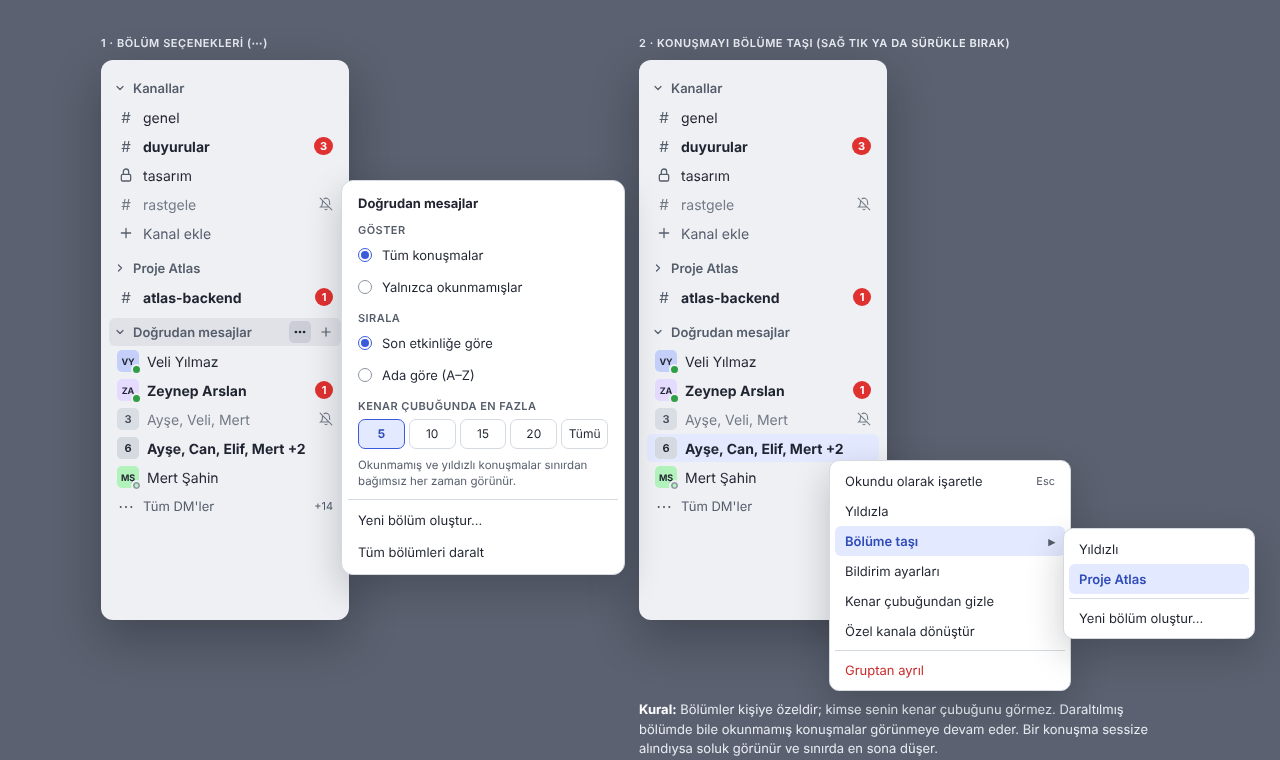 1 · BÖLÜM SEÇENEKLERİ (···)
Kanallar
# genel
# duyurular 3
tasarım
# rastgele
+ Kanal ekle
Proje Atlas
# atlas-backend 1
Doğrudan mesajlar ··· +
VY Veli Yılmaz
ZA Zeynep Arslan 1
3 Ayşe, Veli, Mert
6 Ayşe, Can, Elif, Mert +2
MS Mert Şahin
··· Tüm DM'ler +14
Doğrudan mesajlar
GÖSTER
Tüm konuşmalar
Yalnızca okunmamışlar
SIRALA
Son etkinliğe göre
Ada göre (A–Z)
KENAR ÇUBUĞUNDA EN FAZLA
5 10 15 20 Tümü
Okunmamış ve yıldızlı konuşmalar sınırdan
bağımsız her zaman görünür.
Yeni bölüm oluştur...
Tüm bölümleri daralt
2 · KONUŞMAYI BÖLÜME TAŞI (SAĞ TIK YA DA SÜRÜKLE BIRAK)
Kanallar
# genel
# duyurular 3
tasarım
# rastgele
+ Kanal ekle
Proje Atlas
# atlas-backend 1
Doğrudan mesajlar
VY Veli Yılmaz
ZA Zeynep Arslan 1
3 Ayşe, Veli, Mert
6 Ayşe, Can, Elif, Mert +2
MS Mert Şahin
··· Tüm DM'ler
Okundu olarak işaretle Esc
Yıldızla
Bölüme taşı ▸
Bildirim ayarları
Kenar çubuğundan gizle
Özel kanala dönüştür
Gruptan ayrıl
Yıldızlı
Proje Atlas
Yeni bölüm oluştur...
Kural: Bölümler kişiye özeldir; kimse senin kenar çubuğunu görmez. Daraltılmış
bölümde bile okunmamış konuşmalar görünmeye devam eder. Bir konuşma sessize
alındıysa soluk görünür ve sınırda en sona düşer.